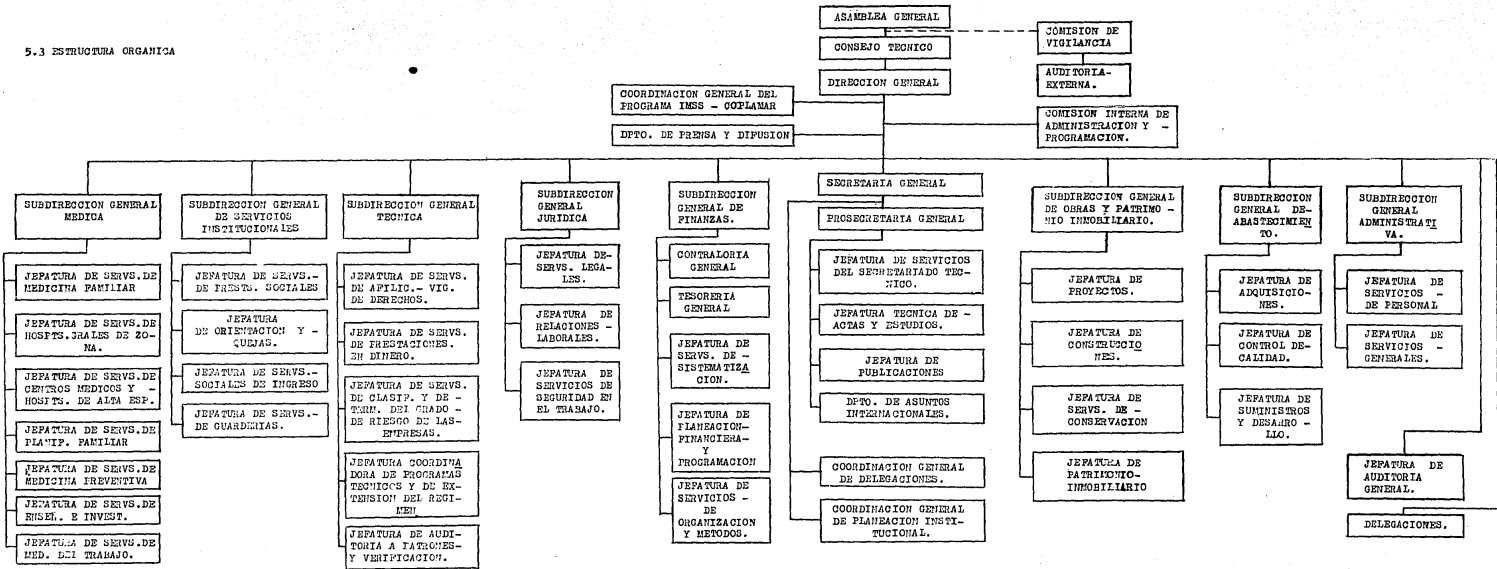 5.3 ESTRUCTURA ORGANICA
ASAMBLEA GENERAL
CONSEJO TECNICO
DIRECCION GENERAL
COMISION DE
VIGILANCIA
AUDITORIA-
EXTERNA.
COORDINACION GENERAL DEL
PROGRAMA IMSS - COPLAMAR
DPTO. DE PRENSA Y DIFUSION
COMISION INTERNA DE
ADMINISTRACION Y -
PROGRAMACION.
SUBDIRECCION GENERAL
MEDICA
JEFATURA DE SERVS.DE
MEDICINA FAMILIAR
JEFATURA DE SERVS.DE
HOSPTS.GRALES DE ZO-
NA.
JEFATURA DE SERVS.DE
CENTROS MEDICOS Y -
HOSPTS. DE ALTA ESP.
JEFATURA DE SERVS.DE
PLANIF. FAMILIAR
JEFATURA DE SERVS.DE
MEDICINA PREVENTIVA
JEFATURA DE SERVS.DE
ENSEÑ. E INVEST.
JEFATURA DE SERVS.DE
MED. DEL TRABAJO.
SUBDIRECCION GENERAL
DE SERVICIOS
INSTITUCIONALES
JEFATURA DE SERVS.-
DE PRESTS. SOCIALES
JEFATURA
DE ORIENTACION Y -
QUEJAS.
JEFATURA DE SERVS.-
SOCIALES DE INGRESO
JEFATURA DE SERVS.-
DE GUARDERIAS.
SUBDIRECCION GENERAL
TECNICA
JEFATURA DE SERVS.
DE AFILIC.- VIG.
DE DERECHOS.
JEFATURA DE SERVS.
DE PRESTACIONES.
EN DINERO.
JEFATURA DE SERVS.
DE CLASIF. Y DE -
TERM. DEL GRADO -
DE RIESGO DE LAS-
EMPRESAS.
JEFATURA COORDINA
DORA DE PROGRAMAS
TECNICOS Y DE EX-
TENSION DEL REGI-
MEN
JEFATURA DE AUDI-
TORIA A PATRONES-
Y VERIFICACION.
SUBDIRECCION
GENERAL
JURIDICA
JEFATURA DE-
SERVS. LEGA-
LES.
JEFATURA DE
RELACIONES -
LABORALES.
JEFATURA DE
SERVICIOS DE
SEGURIDAD EN
EL TRABAJO.
SUBDIRECCION
GENERAL DE
FINANZAS.
CONTRALORIA
GENERAL
TESORERIA
GENERAL
JEFATURA DE
SERVS. DE -
SISTEMATIZA
CION.
JEFATURA DE
PLANEACION-
FINANCIERA-
Y
PROGRAMACION
JEFATURA DE
SERVICIOS -
DE
ORGANIZACION
Y METODOS.
SECRETARIA GENERAL
PROSECRETARIA GENERAL
JEFATURA DE SERVICIOS
DEL SECRETARIADO TEC-
NICO.
JEFATURA TECNICA DE -
ACTAS Y ESTUDIOS.
JEFATURA DE
PUBLICACIONES
DPTO. DE ASUNTOS
INTERNACIONALES.
COORDINACION GENERAL
DE DELEGACIONES.
COORDINACION GENERAL
DE PLANEACION INSTI-
TUCIONAL.
SUBDIRECCION GENERAL
DE OBRAS Y PATRIMO -
NIO INMOBILIARIO.
JEFATURA DE
PROYECTOS.
JEFATURA DE
CONSTRUCCIO
NES.
JEFATURA DE
SERVS. DE -
CONSERVACION
JEFATURA DE
PATRIMONIO-
INMOBILIARIO
SUBDIRECCION
GENERAL DE-
ABASTECIMIEN
TO.
JEFATURA DE
ADQUISICIO-
NES.
JEFATURA DE
CONTROL DE-
CALIDAD.
JEFATURA DE
SUMINISTROS
Y DESARRO -
LLO.
SUBDIRECCION
GENERAL
ADMINISTRATI
VA.
JEFATURA DE
SERVICIOS -
DE PERSONAL
JEFATURA DE
SERVICIOS -
GENERALES.
JEFATURA DE
AUDITORIA
GENERAL.
DELEGACIONES.